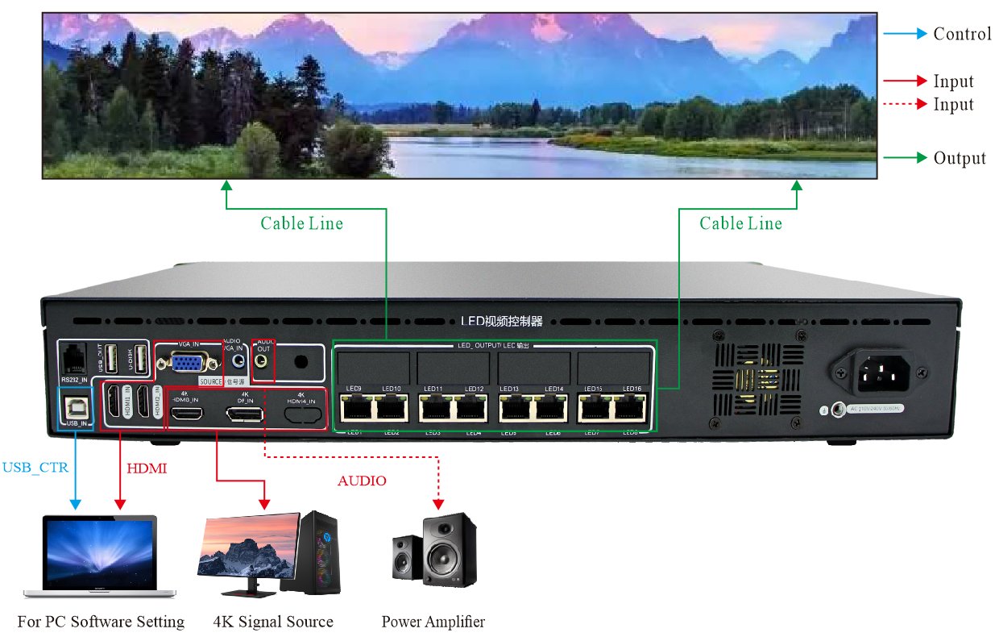 Control
Input
Input
Output
Cable Line
Cable Line
LED视频控制器
RS232_IN
USB_OUT
U-DISK
VGA_IN
AUDIO
VGA_IN
AUDIO
OUT
SOURCE/信号源
LED_OUTPUT/LED输出
USB_IN
HDMI1_IN
HDMI2_IN
4K
HDMI3_IN
4K
DP_IN
4K
HDMI4_IN
LED9
LED10
LED11
LED12
LED13
LED14
LED15
LED16
LED1
LED2
LED3
LED4
LED5
LED6
LED7
LED8
USB_CTR
HDMI
AUDIO
For PC Software Setting
4K Signal Source
Power Amplifier